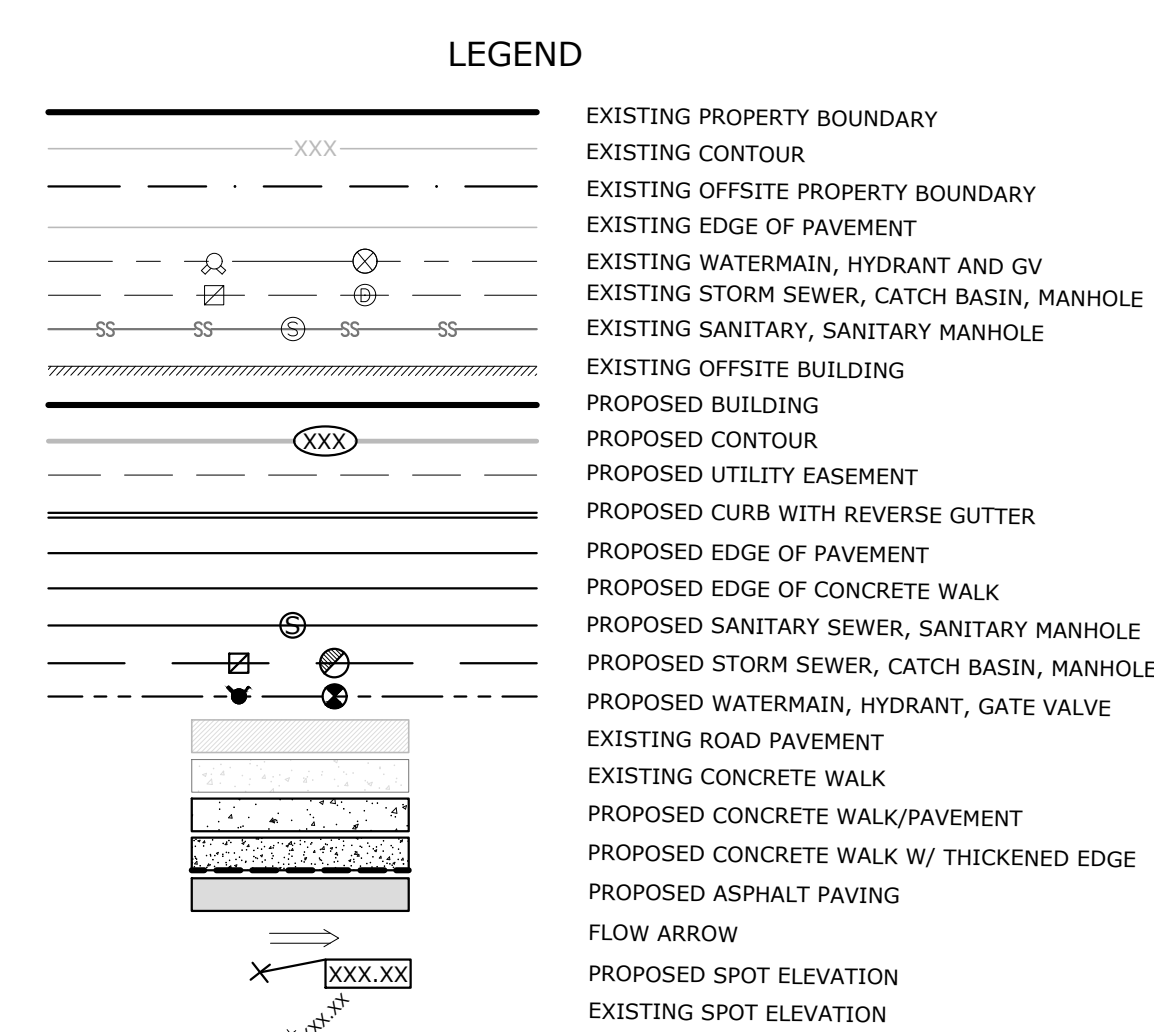 LEGEND
EXISTING PROPERTY BOUNDARY
XXX EXISTING CONTOUR
EXISTING OFFSITE PROPERTY BOUNDARY
EXISTING EDGE OF PAVEMENT
EXISTING WATERMAIN, HYDRANT AND GV
D EXISTING STORM SEWER, CATCH BASIN, MANHOLE
SS SS S SS SS EXISTING SANITARY, SANITARY MANHOLE
EXISTING OFFSITE BUILDING
PROPOSED BUILDING
XXX PROPOSED CONTOUR
PROPOSED UTILITY EASEMENT
PROPOSED CURB WITH REVERSE GUTTER
PROPOSED EDGE OF PAVEMENT
PROPOSED EDGE OF CONCRETE WALK
S PROPOSED SANITARY SEWER, SANITARY MANHOLE
PROPOSED STORM SEWER, CATCH BASIN, MANHOLE
PROPOSED WATERMAIN, HYDRANT, GATE VALVE
EXISTING ROAD PAVEMENT
EXISTING CONCRETE WALK
PROPOSED CONCRETE WALK/PAVEMENT
PROPOSED CONCRETE WALK W/ THICKENED EDGE
PROPOSED ASPHALT PAVING
FLOW ARROW
XXX.XX PROPOSED SPOT ELEVATION
XXX.XX EXISTING SPOT ELEVATION